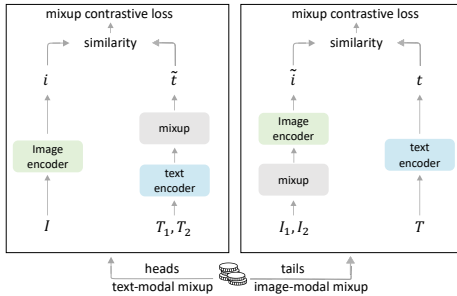 mixup contrastive loss
similarity
i
t̃
mixup
Image
encoder
text
encoder
I
T₁, T₂
mixup contrastive loss
similarity
ĩ
t
Image
encoder
text
encoder
mixup
I₁, I₂
T
heads
text-modal mixup
tails
image-modal mixup